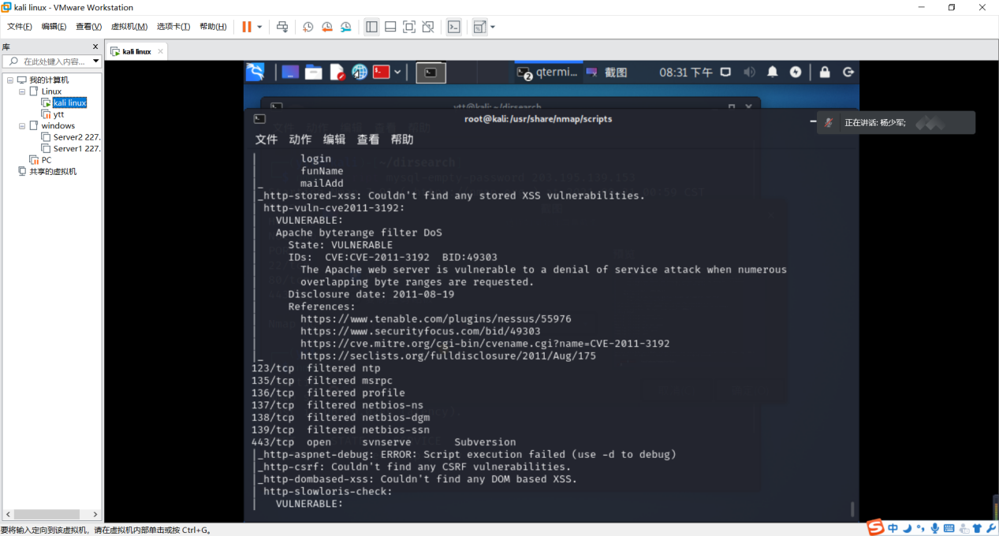 kali linux - VMware Workstation
文件(F) 编辑(E) 查看(V) 虚拟机(M) 选项卡(T) 帮助(H)
库
在此处键入内容...
我的计算机
Linux
kali linux
ytt
windows
Server2 227.
Server1 227.
PC
共享的虚拟机
kali linux
qtermi...
截图
08:31 下午
ytt@kali: ~/dirsearch
root@kali:/usr/share/nmap/scripts
正在讲话: 杨少军;
文件 动作 编辑 查看 帮助
| login
| funName
|_ mailAdd
|_http-stored-xss: Couldn't find any stored XSS vulnerabilities.
| http-vuln-cve2011-3192:
| VULNERABLE:
| Apache byterange filter DoS
| State: VULNERABLE
| IDs: CVE:CVE-2011-3192 BID:49303
| The Apache web server is vulnerable to a denial of service attack when numerous
| overlapping byte ranges are requested.
| Disclosure date: 2011-08-19
| References:
| https://www.tenable.com/plugins/nessus/55976
| https://www.securityfocus.com/bid/49303
| https://cve.mitre.org/cgi-bin/cvename.cgi?name=CVE-2011-3192
|_ https://seclists.org/fulldisclosure/2011/Aug/175
123/tcp filtered ntp
135/tcp filtered msrpc
136/tcp filtered profile
137/tcp filtered netbios-ns
138/tcp filtered netbios-dgm
139/tcp filtered netbios-ssn
443/tcp open svnserve Subversion
|_http-aspnet-debug: ERROR: Script execution failed (use -d to debug)
|_http-csrf: Couldn't find any CSRF vulnerabilities.
|_http-dombased-xss: Couldn't find any DOM based XSS.
| http-slowloris-check:
| VULNERABLE:
要将输入定向到该虚拟机，请在虚拟机内部单击或按 Ctrl+G。
中